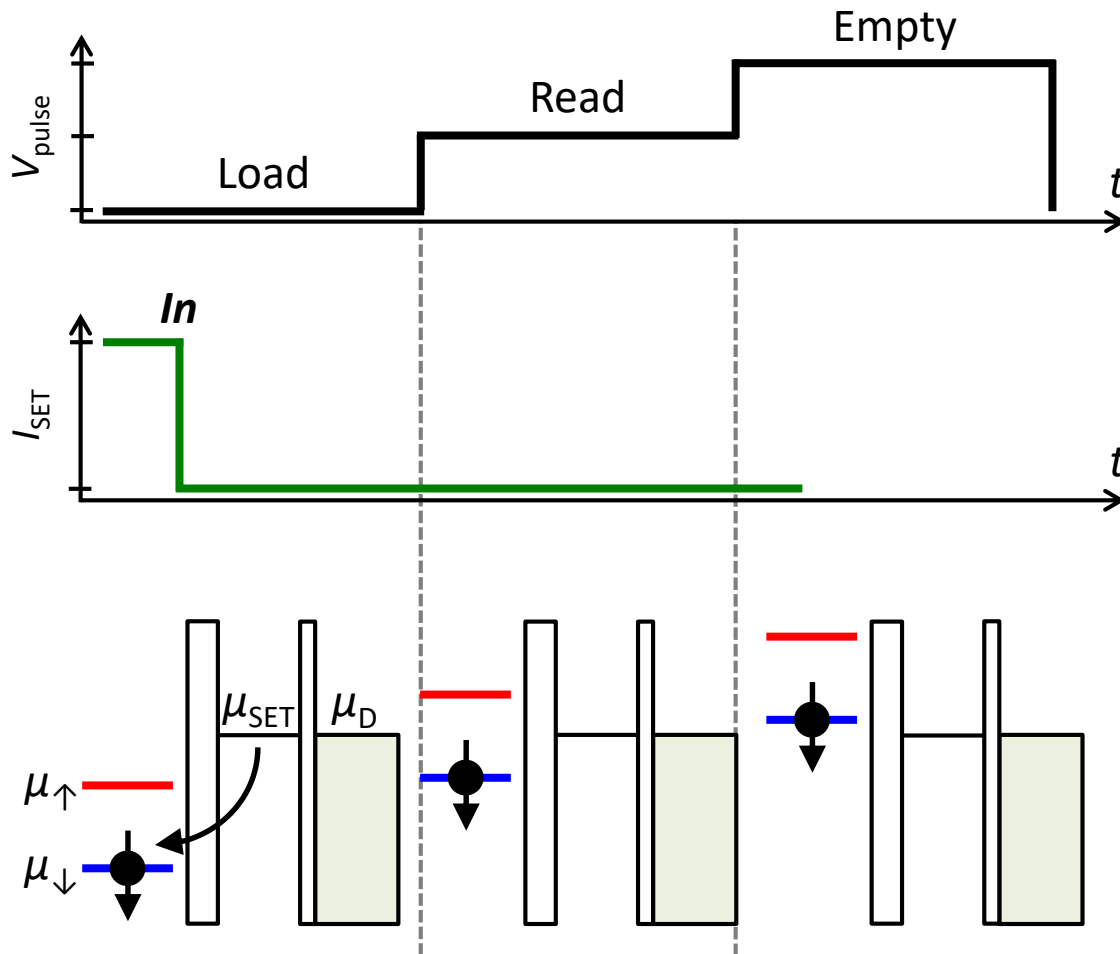 Empty
Read
Load
V_pulse
t
In
I_SET
t
μ_SET
μ_D
μ_↑
μ_↓